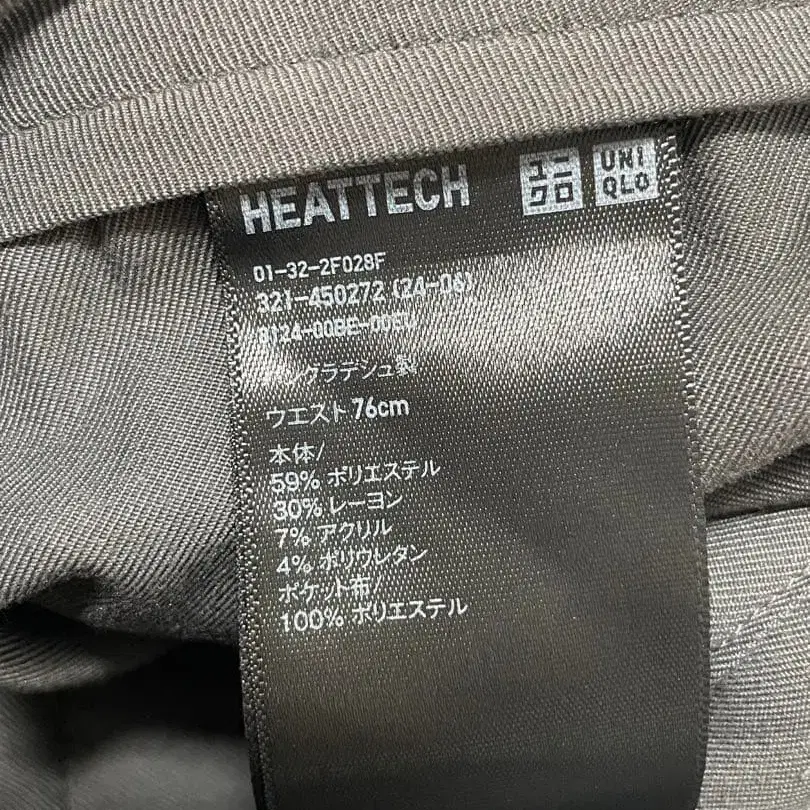 HEATTECH
ユニクロ
UNIQLO
01-32-2F028F
321-450272 (24-06)
バングラデシュ製
ウエスト 76cm
本体/
59% ポリエステル
30% レーヨン
7% アクリル
4% ポリウレタン
ポケット布/
100% ポリエステル